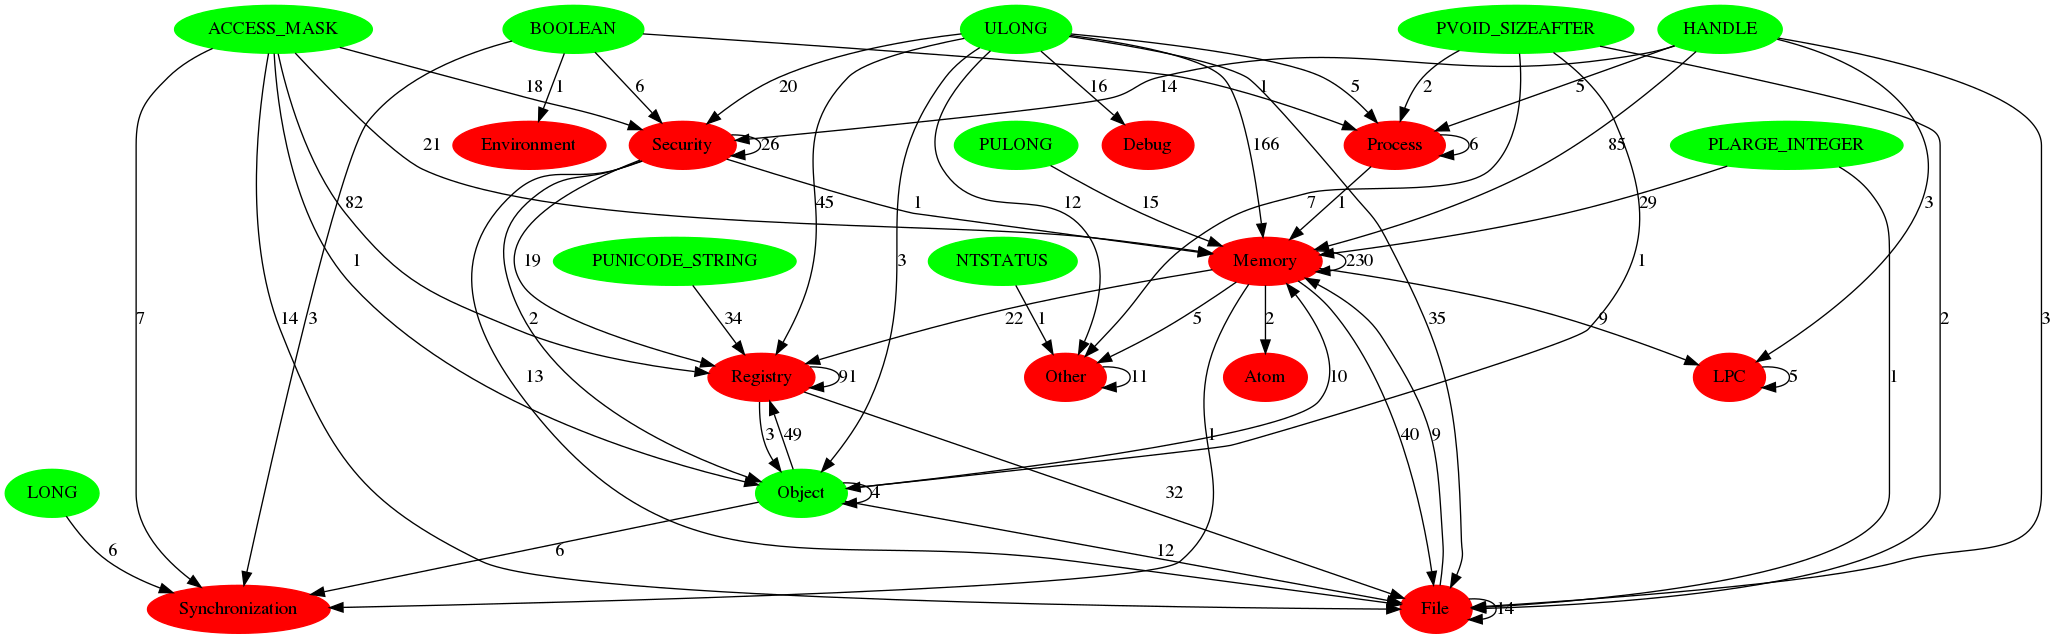 ACCESS_MASK BOOLEAN ULONG PVOID_SIZEAFTER HANDLE
18 1 6 20 16 1 5 2 5 14
Environment Security 26 PULONG Debug Process 6 PLARGE_INTEGER
21 82 45 12 15 166 7 1 85 29 3 1
1 19 PUNICODE_STRING 3 NTSTATUS Memory 230 1
7 14 3 2 34 22 1 5 2 35 9 2 3
13 Registry 91 Other 11 Atom 10 LPC 5 1
3 49 1 40 9
LONG Object 4 32
6 6 12
Synchronization File 14